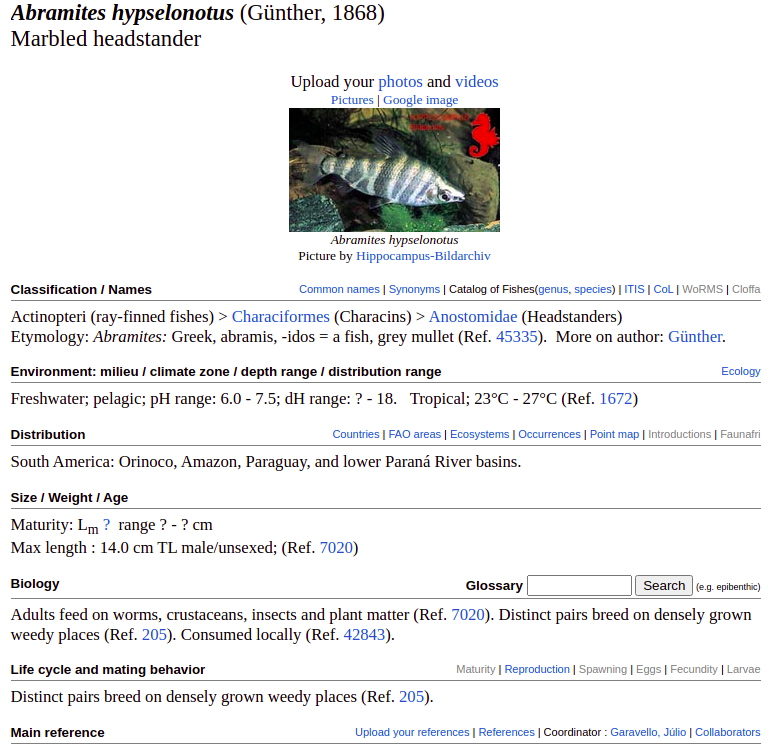 Abramites hypselonotus (Günther, 1868)
Marbled headstander
Upload your photos and videos
Pictures | Google image
Abramites hypselonotus
Picture by Hippocampus-Bildarchiv
Classification / Names Common names | Synonyms | Catalog of Fishes(genus, species) | ITIS | CoL | WoRMS | Cloffa
Actinopteri (ray-finned fishes) > Characiformes (Characins) > Anostomidae (Headstanders)
Etymology: Abramites: Greek, abramis, -idos = a fish, grey mullet (Ref. 45335). More on author: Günther.
Environment: milieu / climate zone / depth range / distribution range Ecology
Freshwater; pelagic; pH range: 6.0 - 7.5; dH range: ? - 18. Tropical; 23°C - 27°C (Ref. 1672)
Distribution Countries | FAO areas | Ecosystems | Occurrences | Point map | Introductions | Faunafri
South America: Orinoco, Amazon, Paraguay, and lower Paraná River basins.
Size / Weight / Age
Maturity: Lm ? range ? - ? cm
Max length : 14.0 cm TL male/unsexed; (Ref. 7020)
Biology Glossary Search (e.g. epibenthic)
Adults feed on worms, crustaceans, insects and plant matter (Ref. 7020). Distinct pairs breed on densely grown
weedy places (Ref. 205). Consumed locally (Ref. 42843).
Life cycle and mating behavior Maturity | Reproduction | Spawning | Eggs | Fecundity | Larvae
Distinct pairs breed on densely grown weedy places (Ref. 205).
Main reference Upload your references | References | Coordinator : Garavello, Júlio | Collaborators